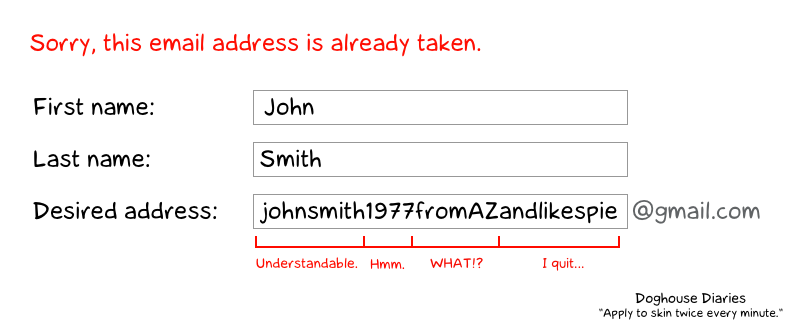 Sorry, this email address is already taken.
First name: John
Last name: Smith
Desired address: johnsmith1977fromAZandlikespie @gmail.com
Understandable. Hmm. WHAT!? I quit...
Doghouse Diaries
"Apply to skin twice every minute."